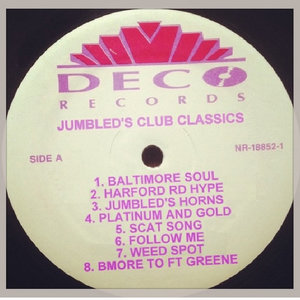 DECO
RECORDS
JUMBLED'S CLUB CLASSICS
SIDE A
NR-18852-1
1. BALTIMORE SOUL
2. HARFORD RD HYPE
3. JUMBLED'S HORNS
4. PLATINUM AND GOLD
5. SCAT SONG
6. FOLLOW ME
7. WEED SPOT
8. BMORE TO FT GREENE